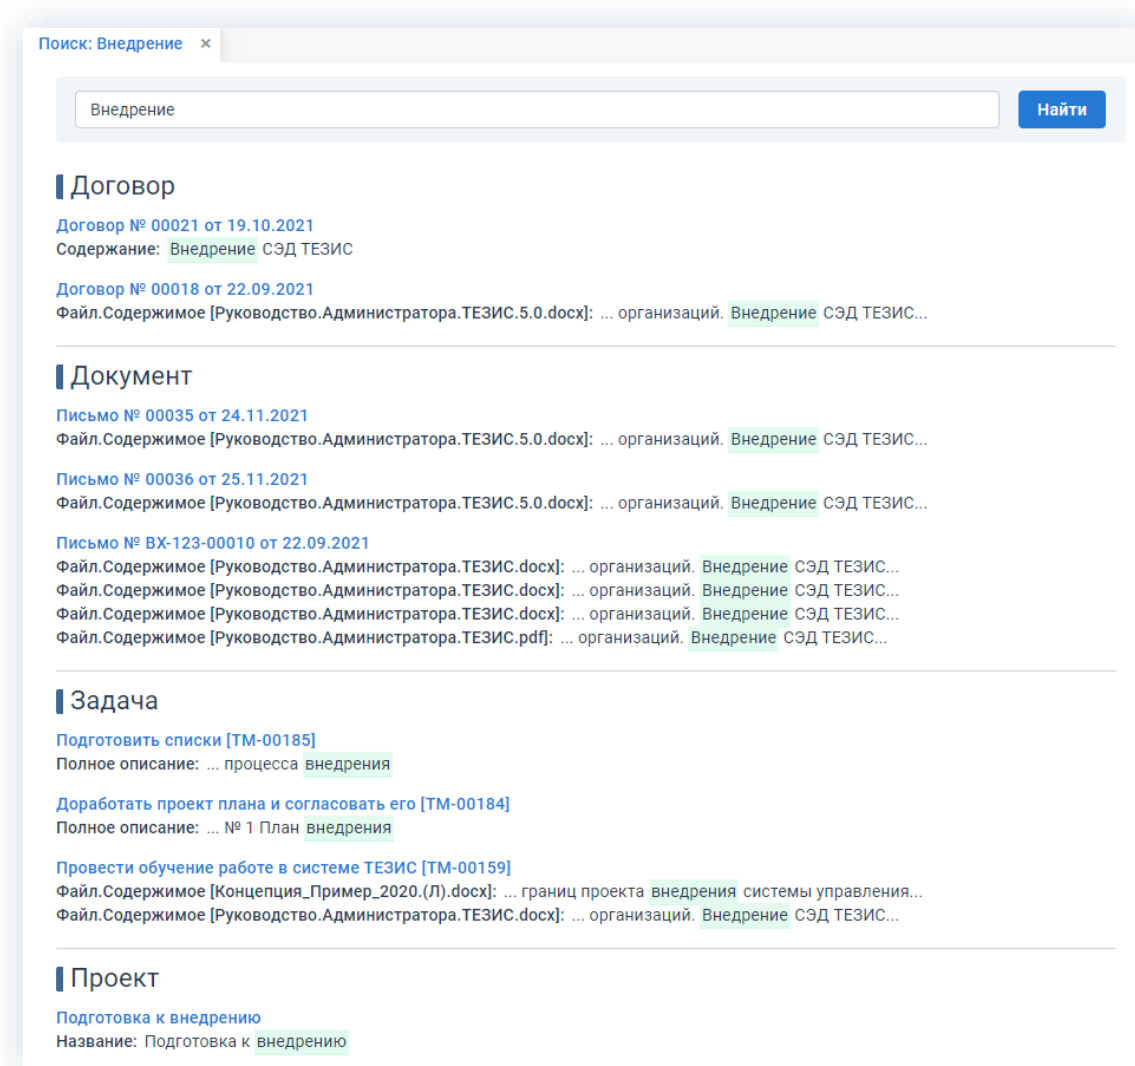 Поиск: Внедрение ×
Внедрение
Найти
Договор
Договор № 00021 от 19.10.2021
Содержание: Внедрение СЭД ТЕЗИС
Договор № 00018 от 22.09.2021
Файл.Содержимое [Руководство.Администратора.ТЕЗИС.5.0.docx]: ... организаций. Внедрение СЭД ТЕЗИС...
Документ
Письмо № 00035 от 24.11.2021
Файл.Содержимое [Руководство.Администратора.ТЕЗИС.5.0.docx]: ... организаций. Внедрение СЭД ТЕЗИС...
Письмо № 00036 от 25.11.2021
Файл.Содержимое [Руководство.Администратора.ТЕЗИС.5.0.docx]: ... организаций. Внедрение СЭД ТЕЗИС...
Письмо № ВХ-123-00010 от 22.09.2021
Файл.Содержимое [Руководство.Администратора.ТЕЗИС.docx]: ... организаций. Внедрение СЭД ТЕЗИС...
Файл.Содержимое [Руководство.Администратора.ТЕЗИС.docx]: ... организаций. Внедрение СЭД ТЕЗИС...
Файл.Содержимое [Руководство.Администратора.ТЕЗИС.docx]: ... организаций. Внедрение СЭД ТЕЗИС...
Файл.Содержимое [Руководство.Администратора.ТЕЗИС.pdf]: ... организаций. Внедрение СЭД ТЕЗИС...
Задача
Подготовить списки [ТМ-00185]
Полное описание: ... процесса внедрения
Доработать проект плана и согласовать его [ТМ-00184]
Полное описание: ... № 1 План внедрения
Провести обучение работе в системе ТЕЗИС [ТМ-00159]
Файл.Содержимое [Концепция_Пример_2020.(Л).docx]: ... границ проекта внедрения системы управления...
Файл.Содержимое [Руководство.Администратора.ТЕЗИС.docx]: ... организаций. Внедрение СЭД ТЕЗИС...
Проект
Подготовка к внедрению
Название: Подготовка к внедрению